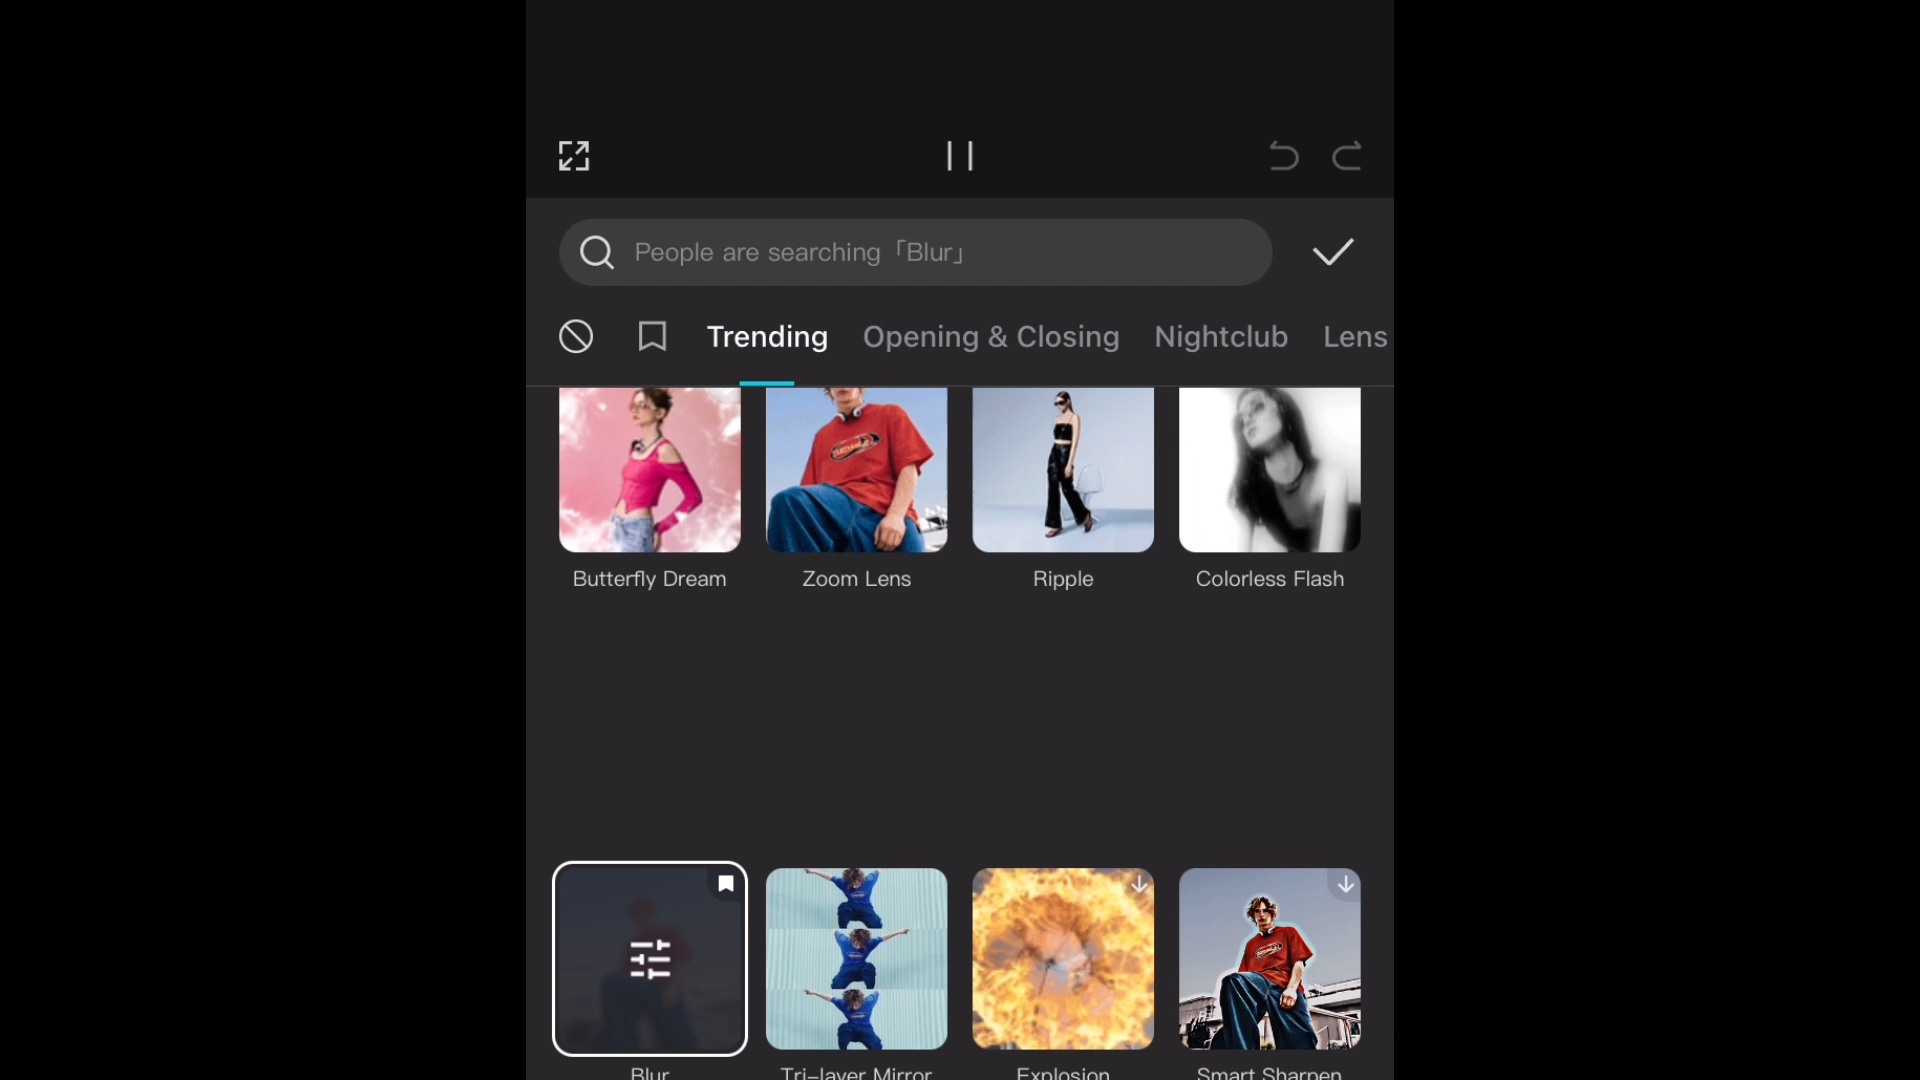 People are searching「Blur」
Trending
Opening & Closing
Nightclub
Lens
Butterfly Dream
Zoom Lens
Ripple
Colorless Flash
Blur
Tri-layer Mirror
Explosion
Smart Sharpen